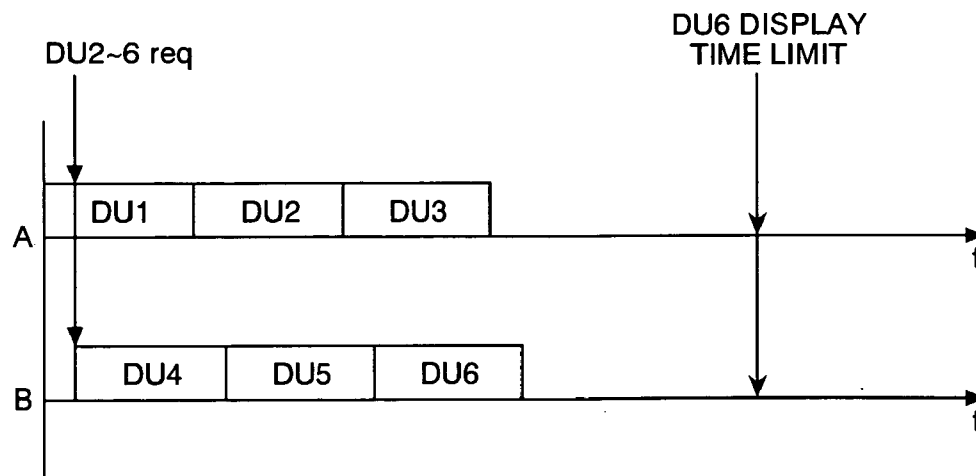 DU6 DISPLAY
TIME LIMIT
DU2~6 req
A
DU1 DU2 DU3
t
B
DU4 DU5 DU6
t